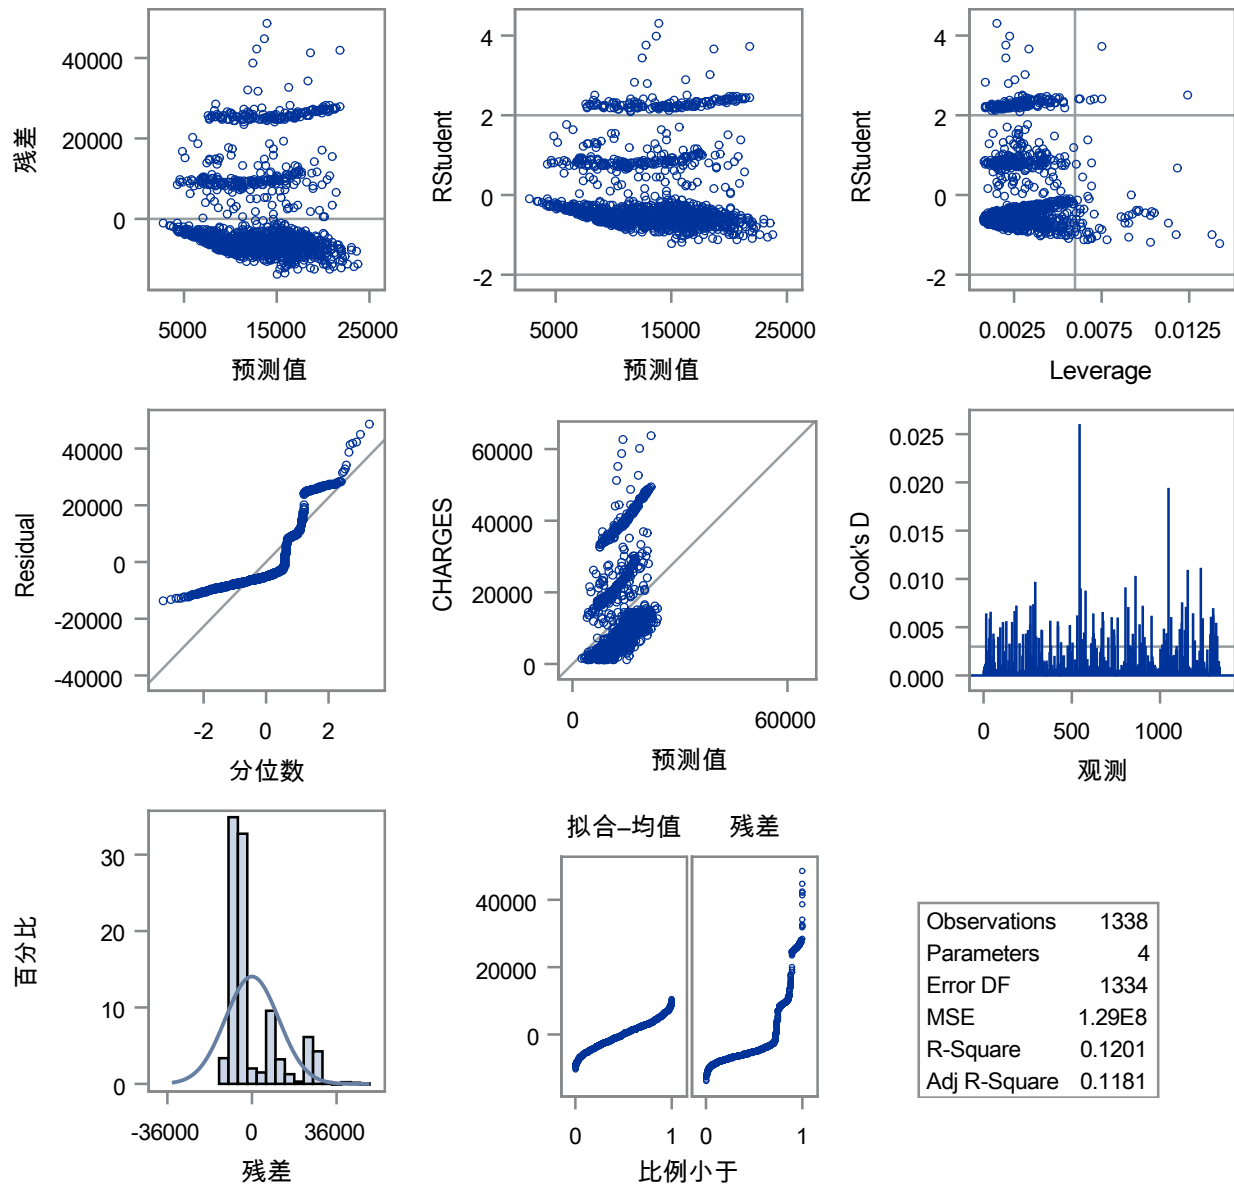 残差
40000
20000
0
5000 15000 25000
预测值
RStudent
4
2
0
-2
5000 15000 25000
预测值
RStudent
4
2
0
-2
0.0025 0.0075 0.0125
Leverage
Residual
40000
20000
0
-20000
-40000
-2 0 2
分位数
CHARGES
60000
40000
20000
0
0 60000
预测值
Cook's D
0.025
0.020
0.015
0.010
0.005
0.000
0 500 1000
观测
百分比
30
20
10
0
-36000 0 36000
残差
拟合–均值 残差
40000
20000
0
0 1 0 1
比例小于
Observations 1338
Parameters 4
Error DF 1334
MSE 1.29E8
R-Square 0.1201
Adj R-Square 0.1181